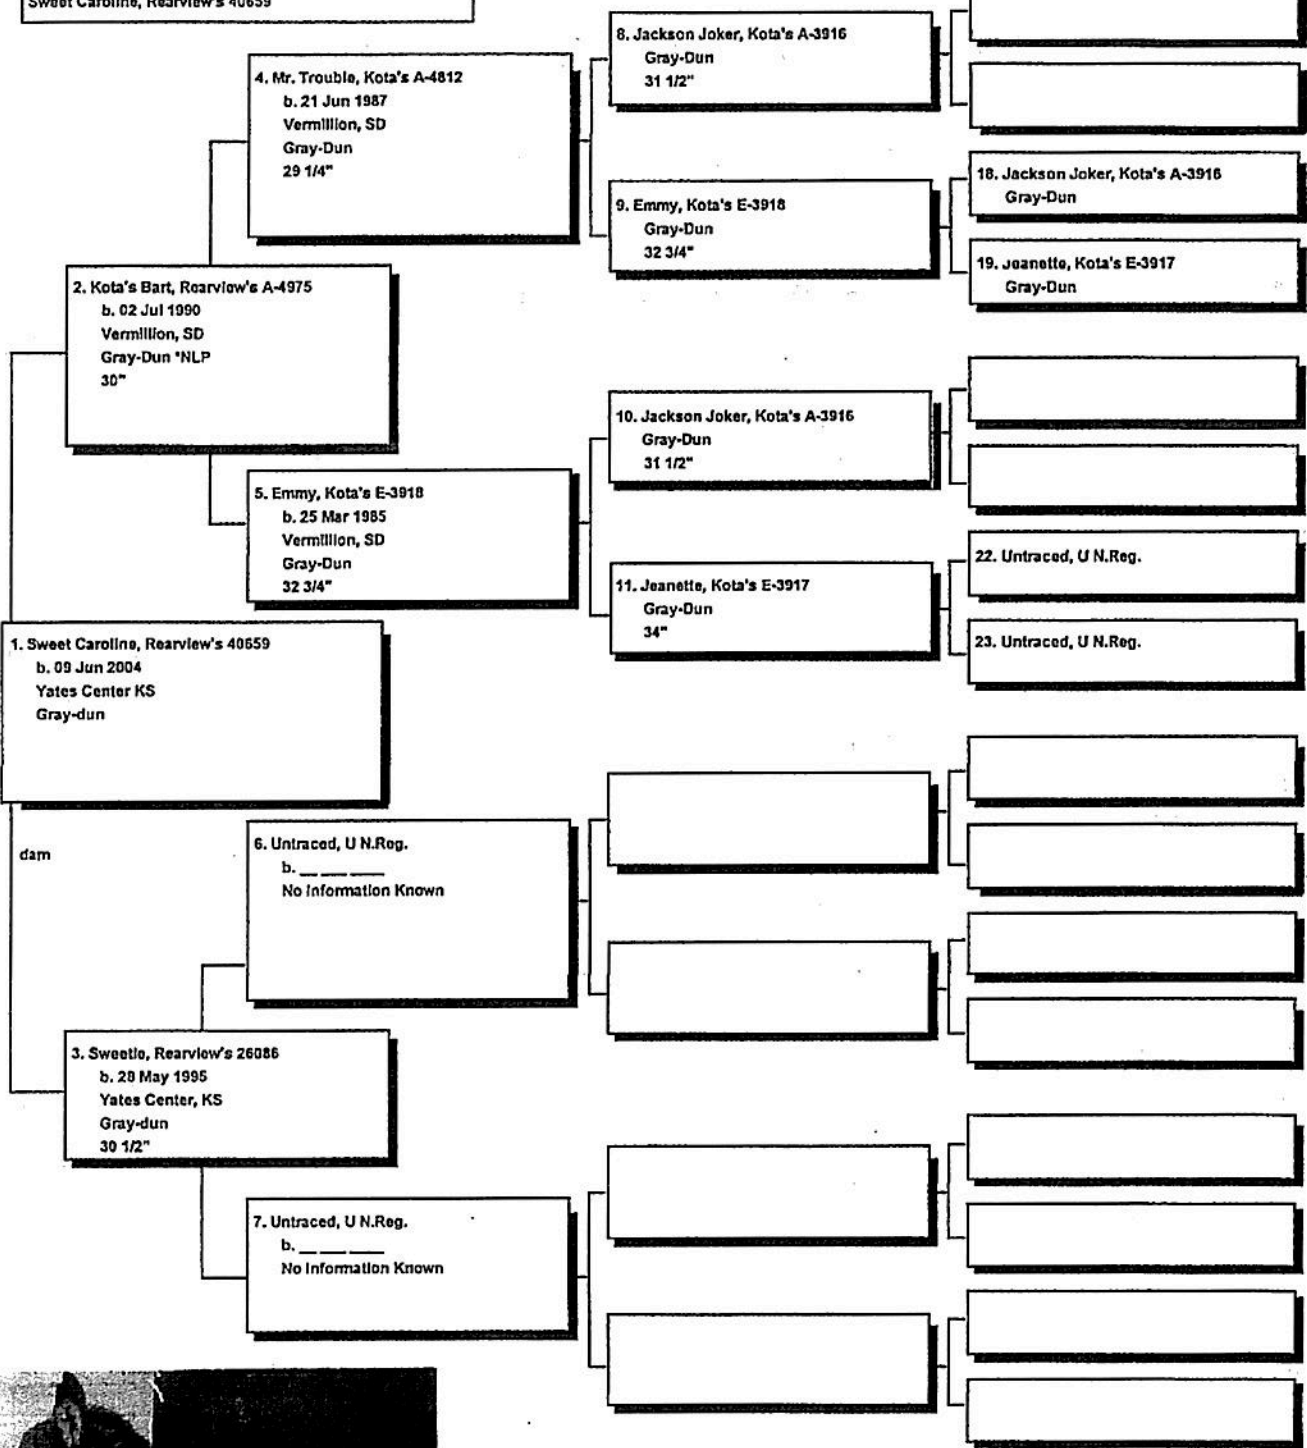 Sweet Caroline, Rearview's 40659
8. Jackson Joker, Kota's A-3916
Gray-Dun
31 1/2"
4. Mr. Trouble, Kota's A-4812
b. 21 Jun 1987
Vermillion, SD
Gray-Dun
29 1/4"
18. Jackson Joker, Kota's A-3916
Gray-Dun
9. Emmy, Kota's E-3918
Gray-Dun
32 3/4"
19. Jeanette, Kota's E-3917
Gray-Dun
2. Kota's Bart, Rearview's A-4975
b. 02 Jul 1990
Vermillion, SD
Gray-Dun *NLP
30"
10. Jackson Joker, Kota's A-3916
Gray-Dun
31 1/2"
5. Emmy, Kota's E-3918
b. 25 Mar 1985
Vermillion, SD
Gray-Dun
32 3/4"
22. Untraced, U N.Reg.
11. Jeanette, Kota's E-3917
Gray-Dun
34"
23. Untraced, U N.Reg.
1. Sweet Caroline, Rearview's 40659
b. 09 Jun 2004
Yates Center KS
Gray-dun
dam
6. Untraced, U N.Reg.
b. __ ___ ____
No Information Known
3. Sweetie, Rearview's 26086
b. 28 May 1995
Yates Center, KS
Gray-dun
30 1/2"
7. Untraced, U N.Reg.
b. __ ___ ____
No Information Known